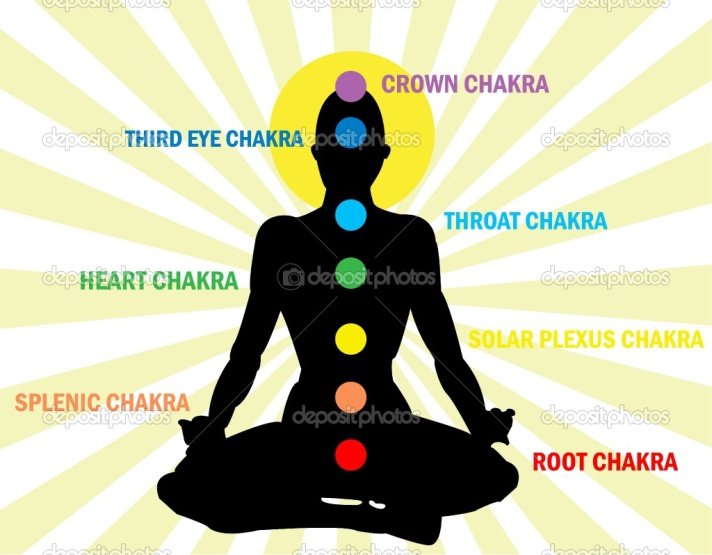 CROWN CHAKRA
THIRD EYE CHAKRA
THROAT CHAKRA
HEART CHAKRA
SOLAR PLEXUS CHAKRA
SPLENIC CHAKRA
ROOT CHAKRA
depositphotos